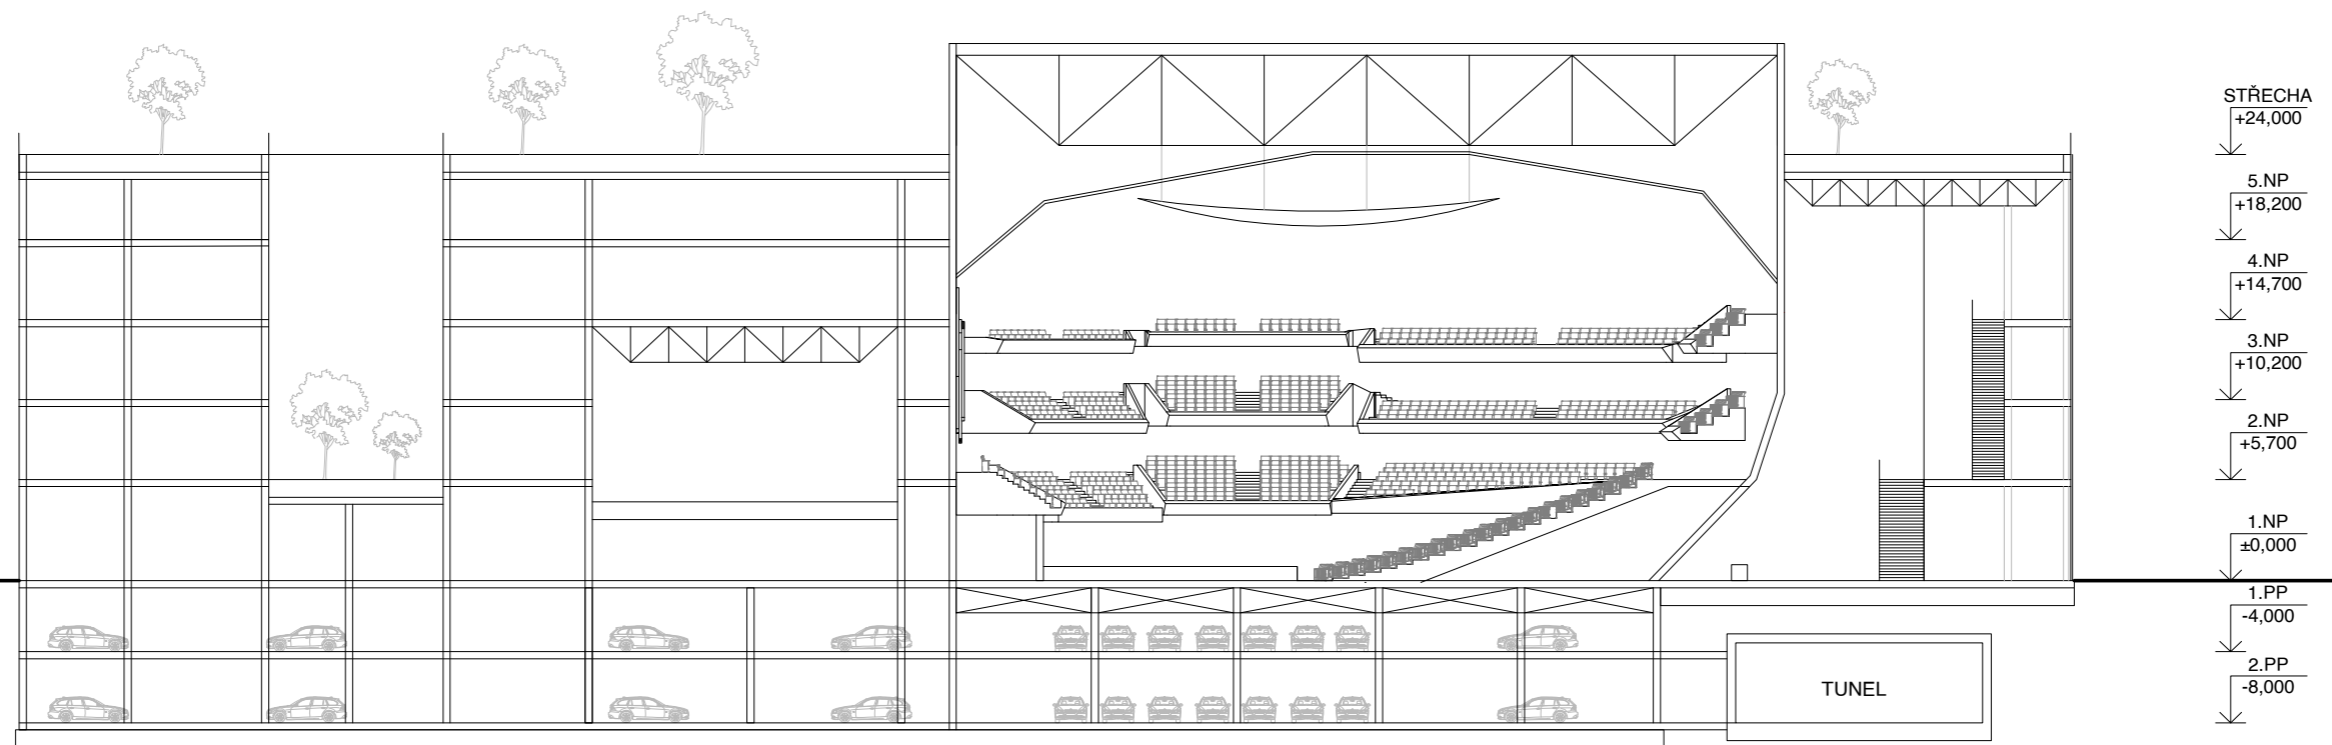 STŘECHA
+24,000
5.NP
+18,200
4.NP
+14,700
3.NP
+10,200
2.NP
+5,700
1.NP
±0,000
1.PP
-4,000
2.PP
-8,000
TUNEL